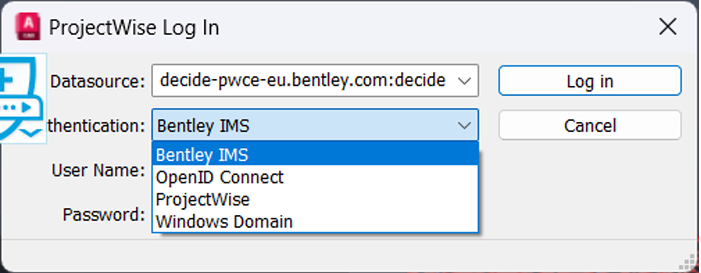 ProjectWise Log In
Datasource: decide-pwce-eu.bentley.com:decide Log in
thentication: Bentley IMS Cancel
Bentley IMS
User Name: OpenID Connect
ProjectWise
Password: Windows Domain